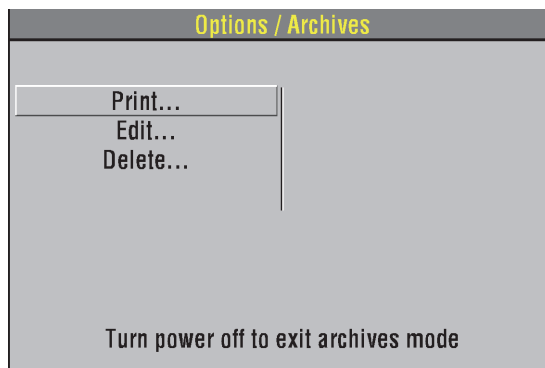 Options / Archives
Print...
Edit...
Delete...
Turn power off to exit archives mode